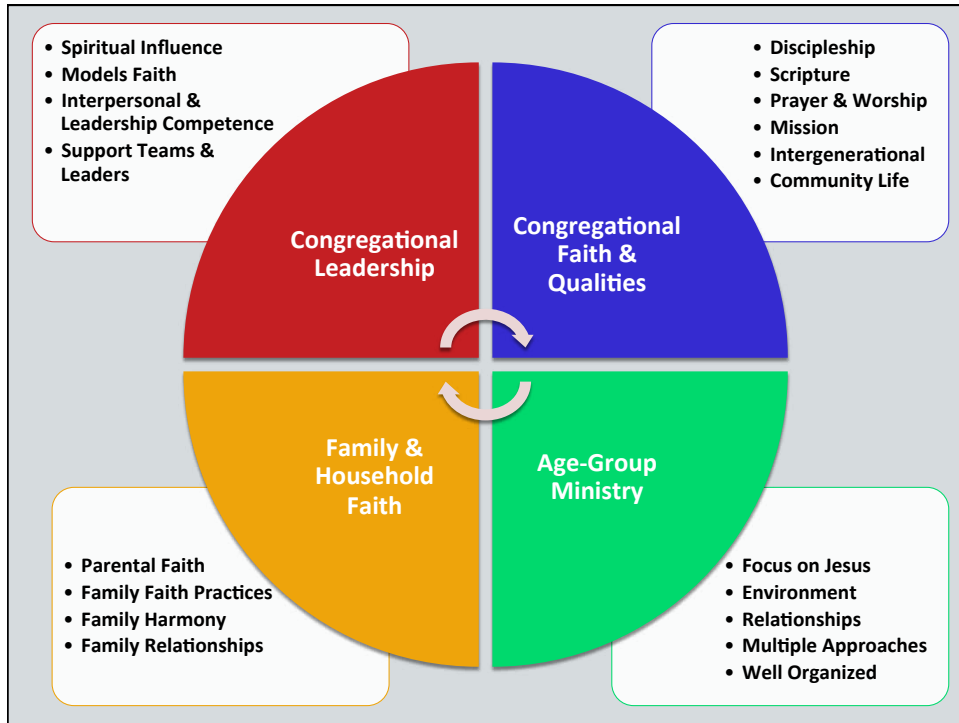 • Spiritual Influence
• Models Faith
• Interpersonal &
Leadership Competence
• Support Teams &
Leaders
• Discipleship
• Scripture
• Prayer & Worship
• Mission
• Intergenerational
• Community Life
Congregational
Leadership
Congregational
Faith &
Qualities
Family &
Household
Faith
Age-Group
Ministry
• Parental Faith
• Family Faith Practices
• Family Harmony
• Family Relationships
• Focus on Jesus
• Environment
• Relationships
• Multiple Approaches
• Well Organized